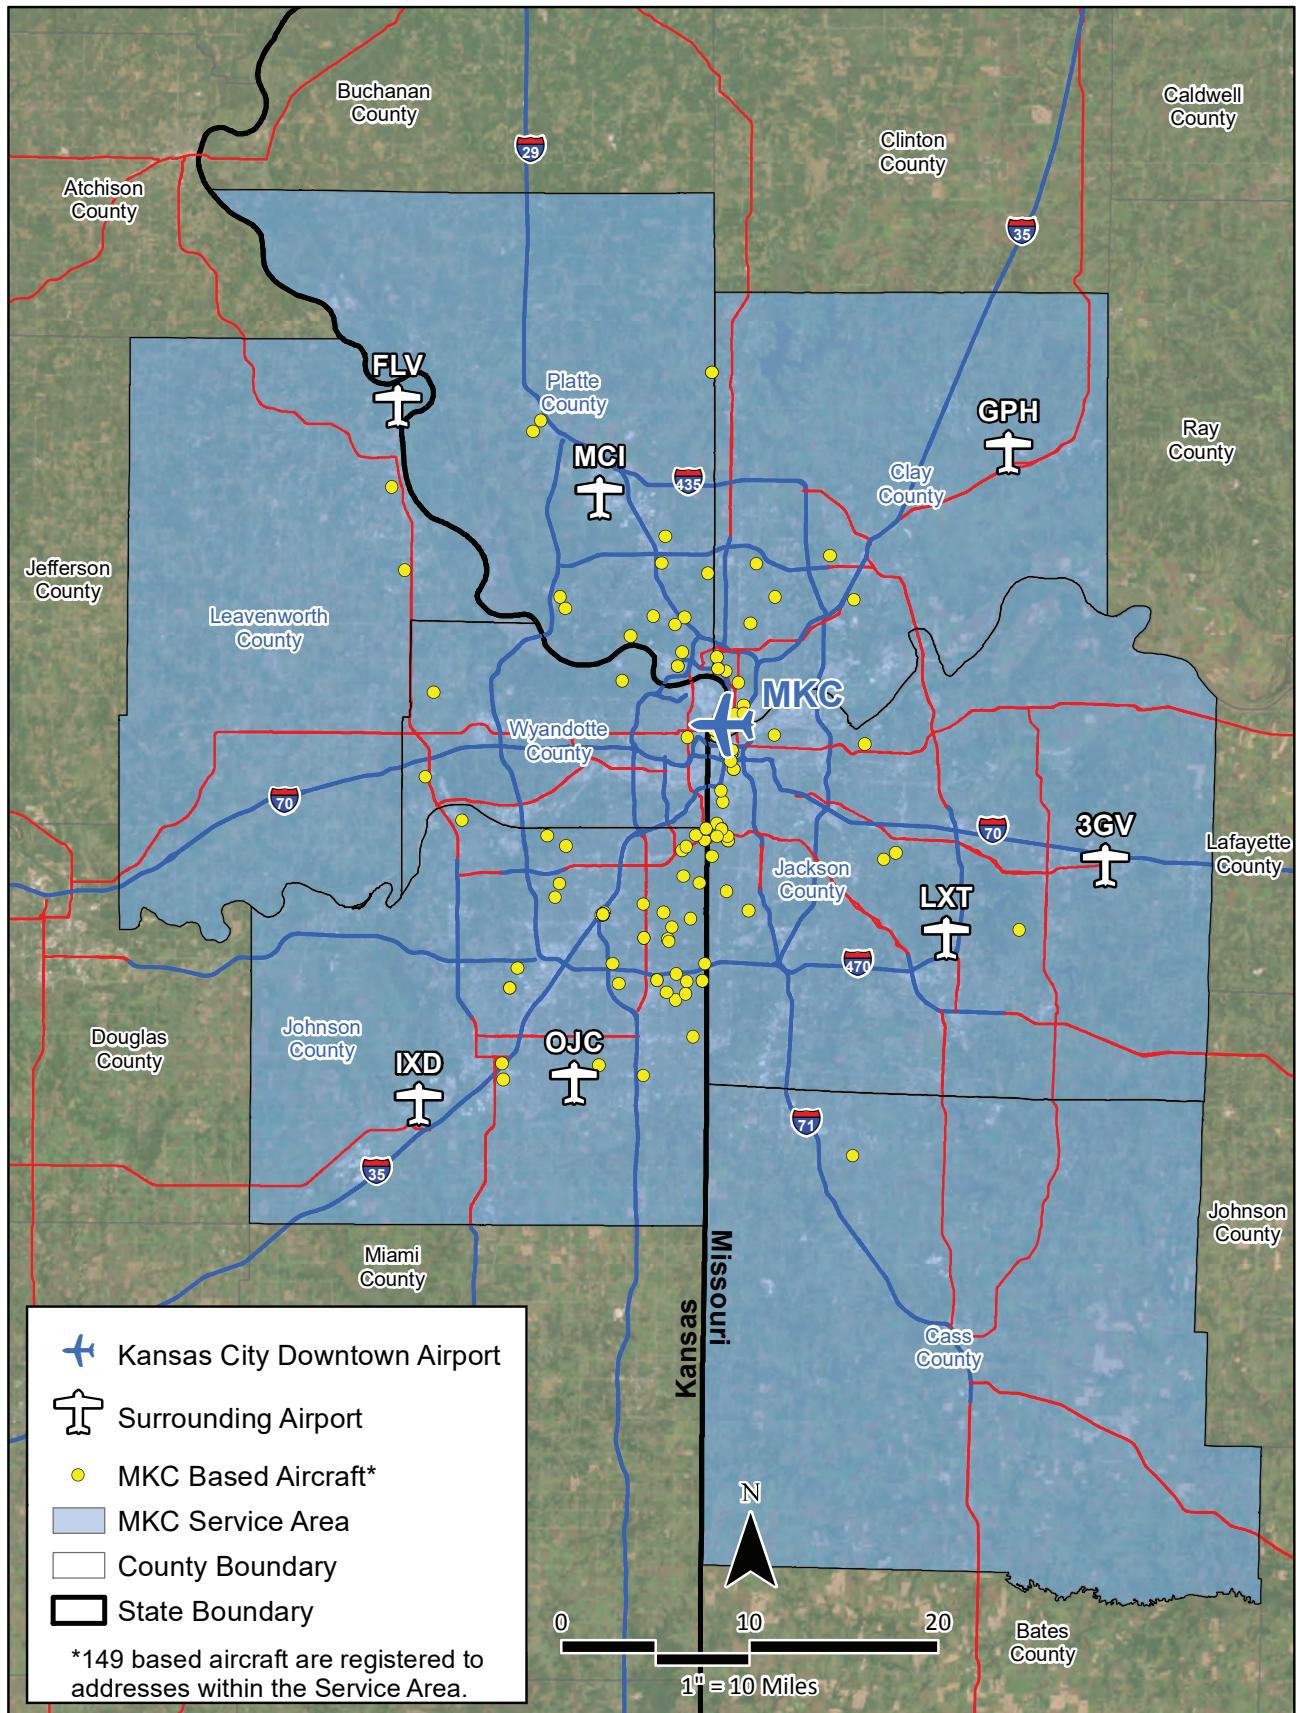 Buchanan
County
Caldwell
County
Clinton
County
29
Atchison
County
35
FLV
Platte
County
GPH
Ray
County
MCI
435
Clay
County
Jefferson
County
Leavenworth
County
MKC
Wyandotte
County
70
70
3GV
Lafayette
County
Jackson
County
LXT
470
Johnson
County
Douglas
County
OJC
IXD
71
35
Johnson
County
Miami
County
Missouri
Kansas
Cass
County
Kansas City Downtown Airport
Surrounding Airport
MKC Based Aircraft*
MKC Service Area
County Boundary
State Boundary
*149 based aircraft are registered to
addresses within the Service Area.
N
0 10 20
1" = 10 Miles
Bates
County